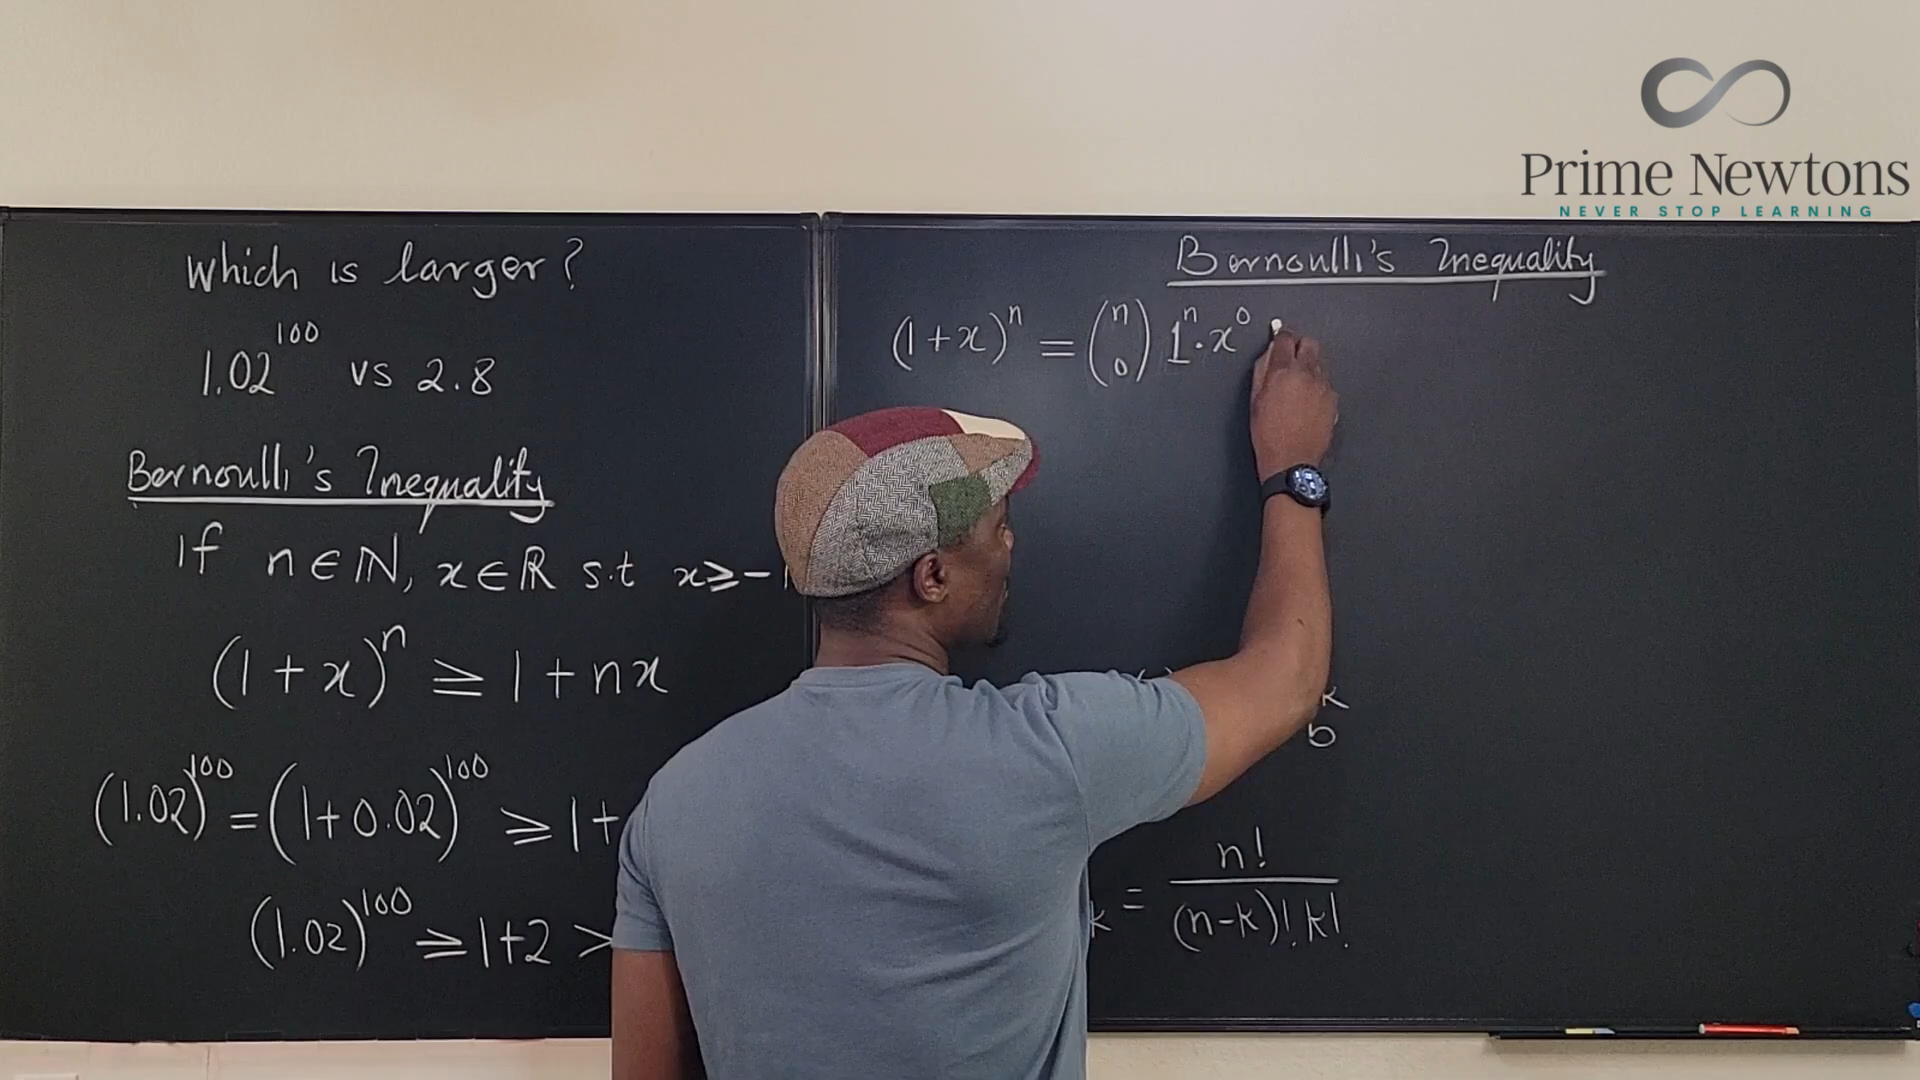 Prime Newtons
NEVER STOP LEARNING
Which is larger?
1.02^100 vs 2.8
Bernoulli's Inequality
If n∈ℕ, x∈ℝ s.t x≥-1
(1+x)^n ≥ 1+nx
(1.02)^100 = (1+0.02)^100 ≥ 1+
(1.02)^100 ≥ 1+2 >
Bernoulli's Inequality
(1+x)^n = (n 0) 1^n · x^0
k
b
k = n! / (n-k)! k!